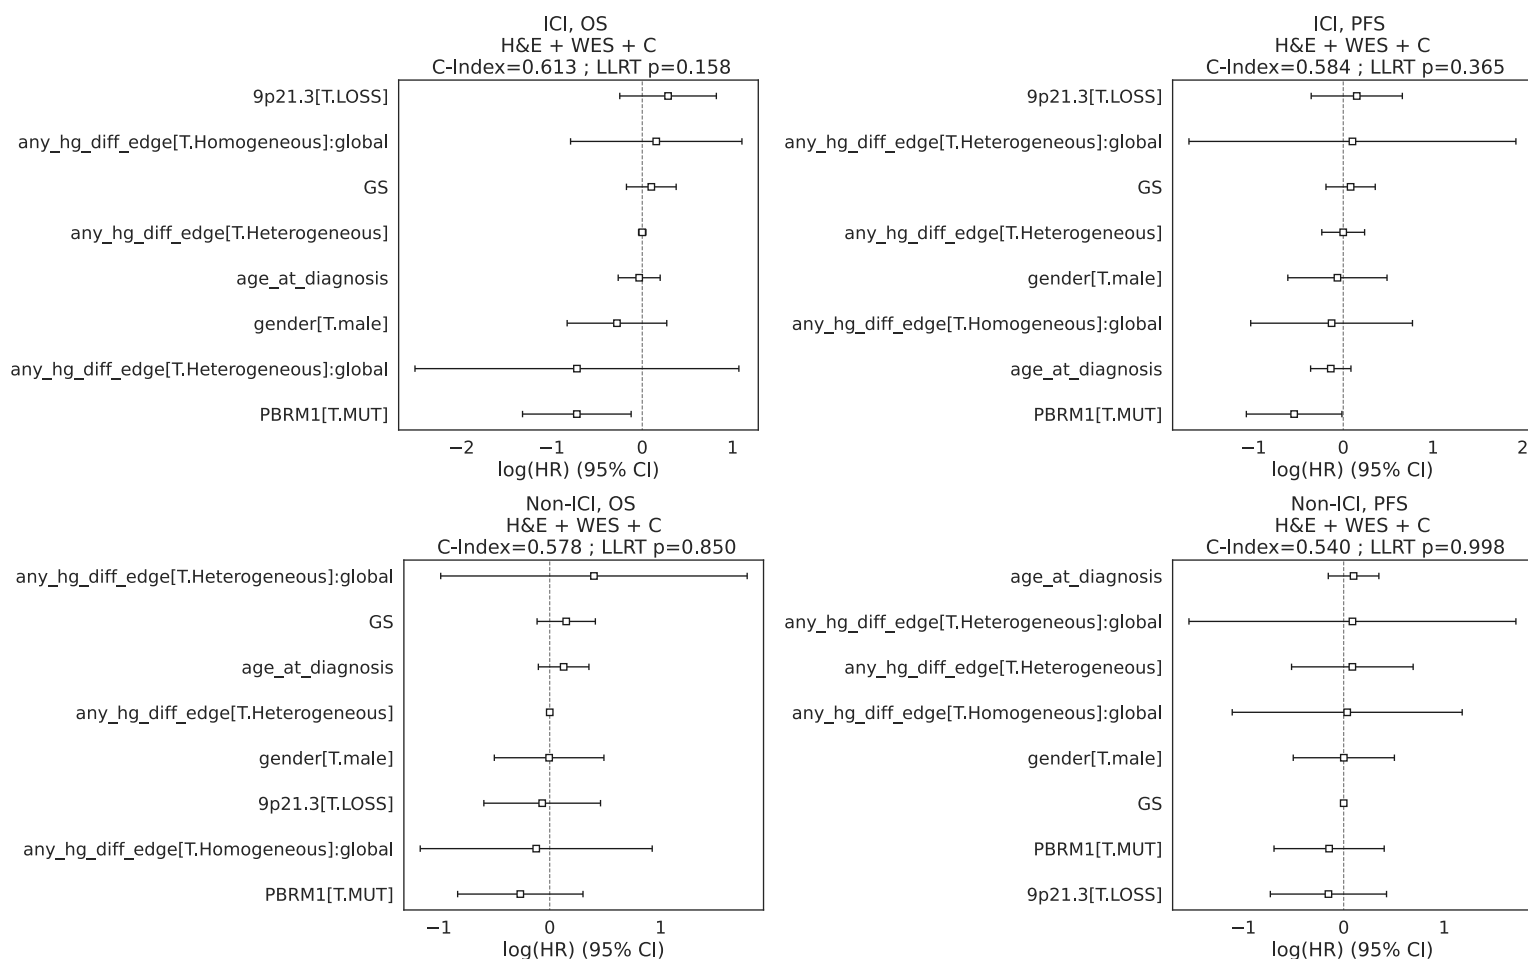 ICI, OS
H&E + WES + C
C-Index=0.613 ; LLRT p=0.158
9p21.3[T.LOSS]
any_hg_diff_edge[T.Homogeneous]:global
GS
any_hg_diff_edge[T.Heterogeneous]
age_at_diagnosis
gender[T.male]
any_hg_diff_edge[T.Heterogeneous]:global
PBRM1[T.MUT]
−2 −1 0 1
log(HR) (95% CI)
ICI, PFS
H&E + WES + C
C-Index=0.584 ; LLRT p=0.365
9p21.3[T.LOSS]
any_hg_diff_edge[T.Heterogeneous]:global
GS
any_hg_diff_edge[T.Heterogeneous]
gender[T.male]
any_hg_diff_edge[T.Homogeneous]:global
age_at_diagnosis
PBRM1[T.MUT]
−1 0 1 2
log(HR) (95% CI)
Non-ICI, OS
H&E + WES + C
C-Index=0.578 ; LLRT p=0.850
any_hg_diff_edge[T.Heterogeneous]:global
GS
age_at_diagnosis
any_hg_diff_edge[T.Heterogeneous]
gender[T.male]
9p21.3[T.LOSS]
any_hg_diff_edge[T.Homogeneous]:global
PBRM1[T.MUT]
−1 0 1
log(HR) (95% CI)
Non-ICI, PFS
H&E + WES + C
C-Index=0.540 ; LLRT p=0.998
age_at_diagnosis
any_hg_diff_edge[T.Heterogeneous]:global
any_hg_diff_edge[T.Heterogeneous]
any_hg_diff_edge[T.Homogeneous]:global
gender[T.male]
GS
PBRM1[T.MUT]
9p21.3[T.LOSS]
−1 0 1
log(HR) (95% CI)